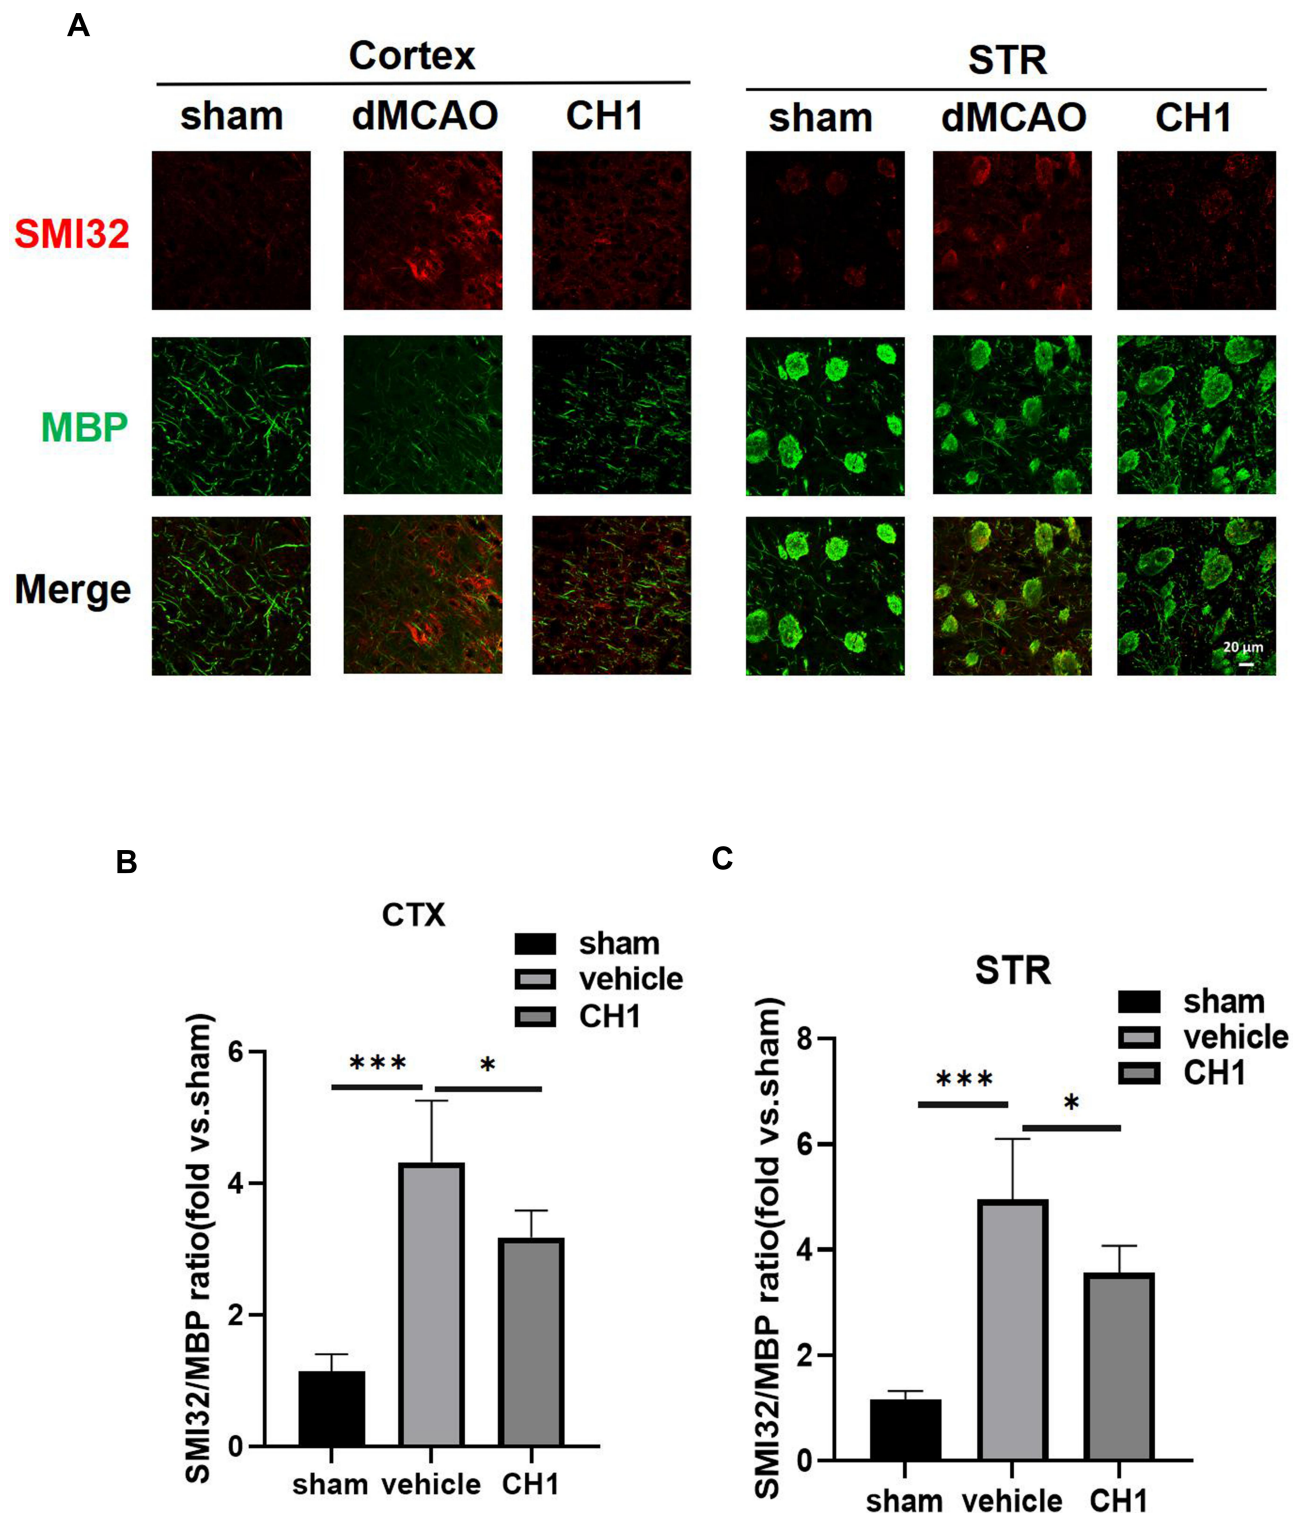 A
Cortex
STR
sham dMCAO CH1
sham dMCAO CH1
SMI32
MBP
Merge
20 μm
B
CTX
sham
vehicle
CH1
SMI32/MBP ratio(fold vs.sham)
6
4
2
0
***
*
sham vehicle CH1
C
STR
sham
vehicle
CH1
SMI32/MBP ratio(fold vs.sham)
8
6
4
2
0
***
*
sham vehicle CH1